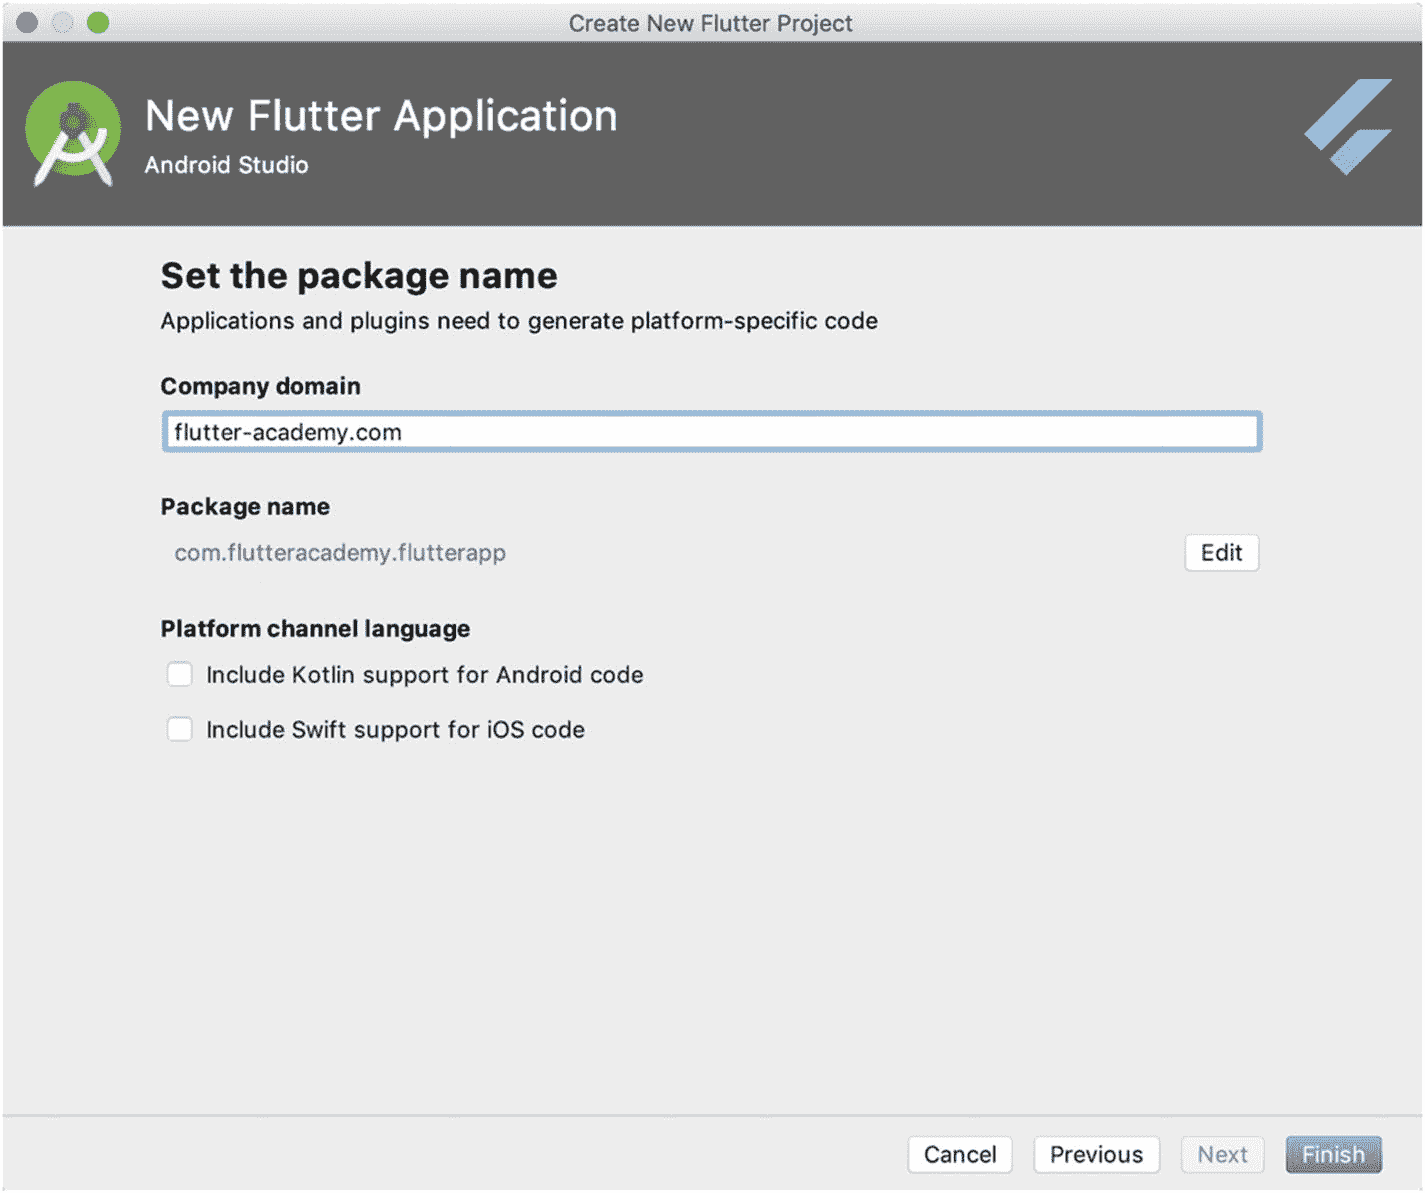 Create New Flutter Project
New Flutter Application
Android Studio
Set the package name
Applications and plugins need to generate platform-specific code
Company domain
flutter-academy.com
Package name
com.flutteracademy.flutterapp
Edit
Platform channel language
Include Kotlin support for Android code
Include Swift support for iOS code
Cancel Previous Next Finish